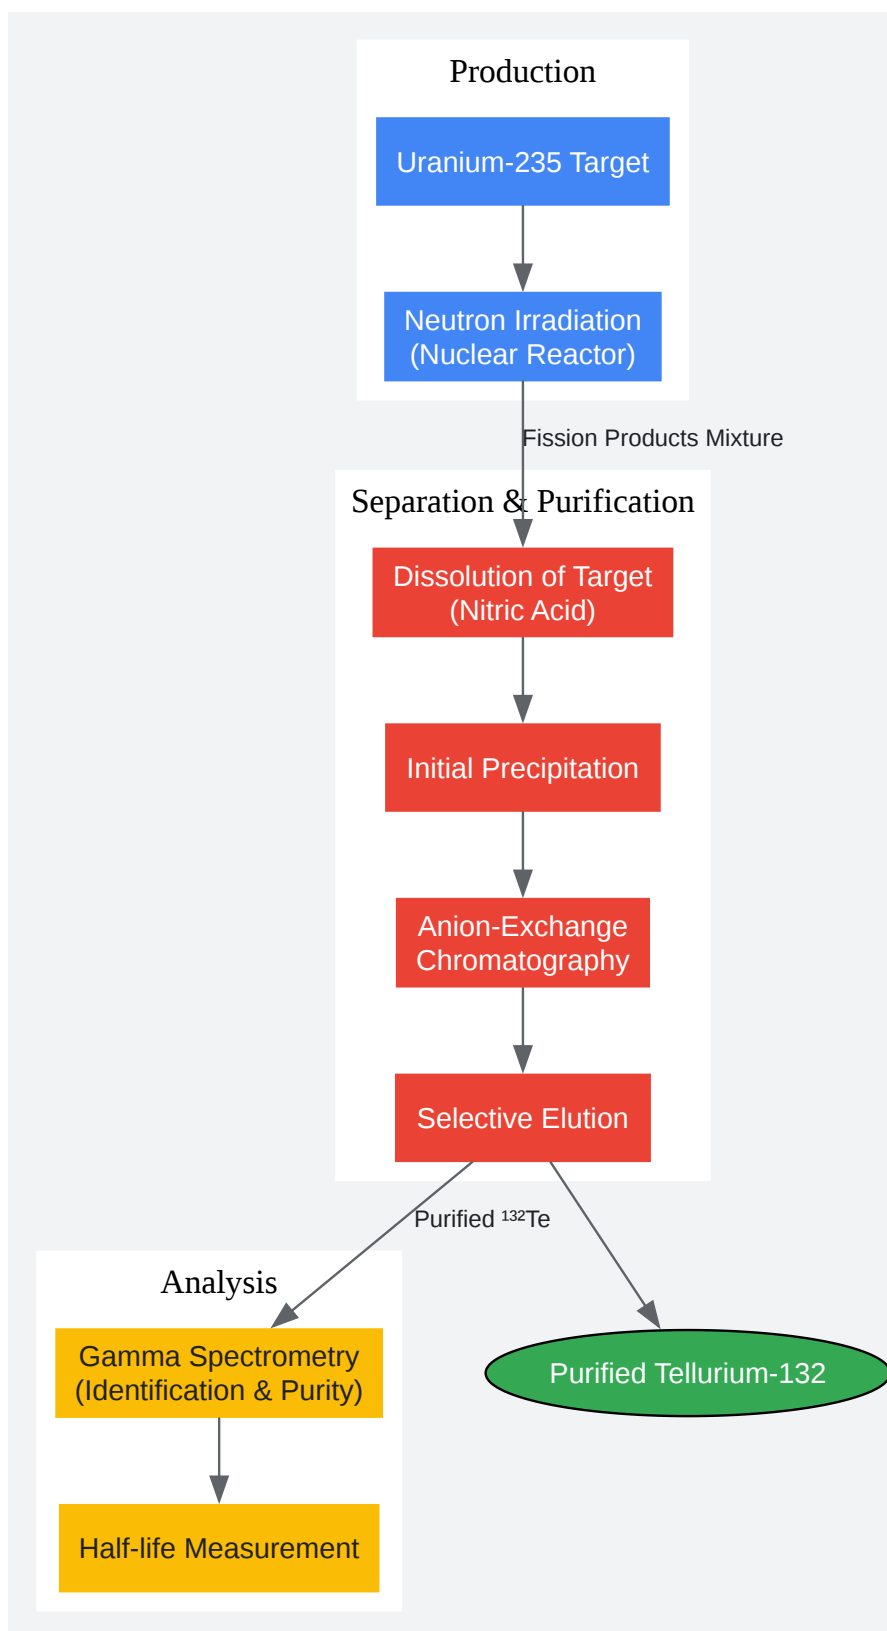 Production
Uranium-235 Target
Neutron Irradiation
(Nuclear Reactor)
Fission Products Mixture
Separation & Purification
Dissolution of Target
(Nitric Acid)
Initial Precipitation
Anion-Exchange
Chromatography
Selective Elution
Purified ¹³²Te
Analysis
Gamma Spectrometry
(Identification & Purity)
Purified Tellurium-132
Half-life Measurement